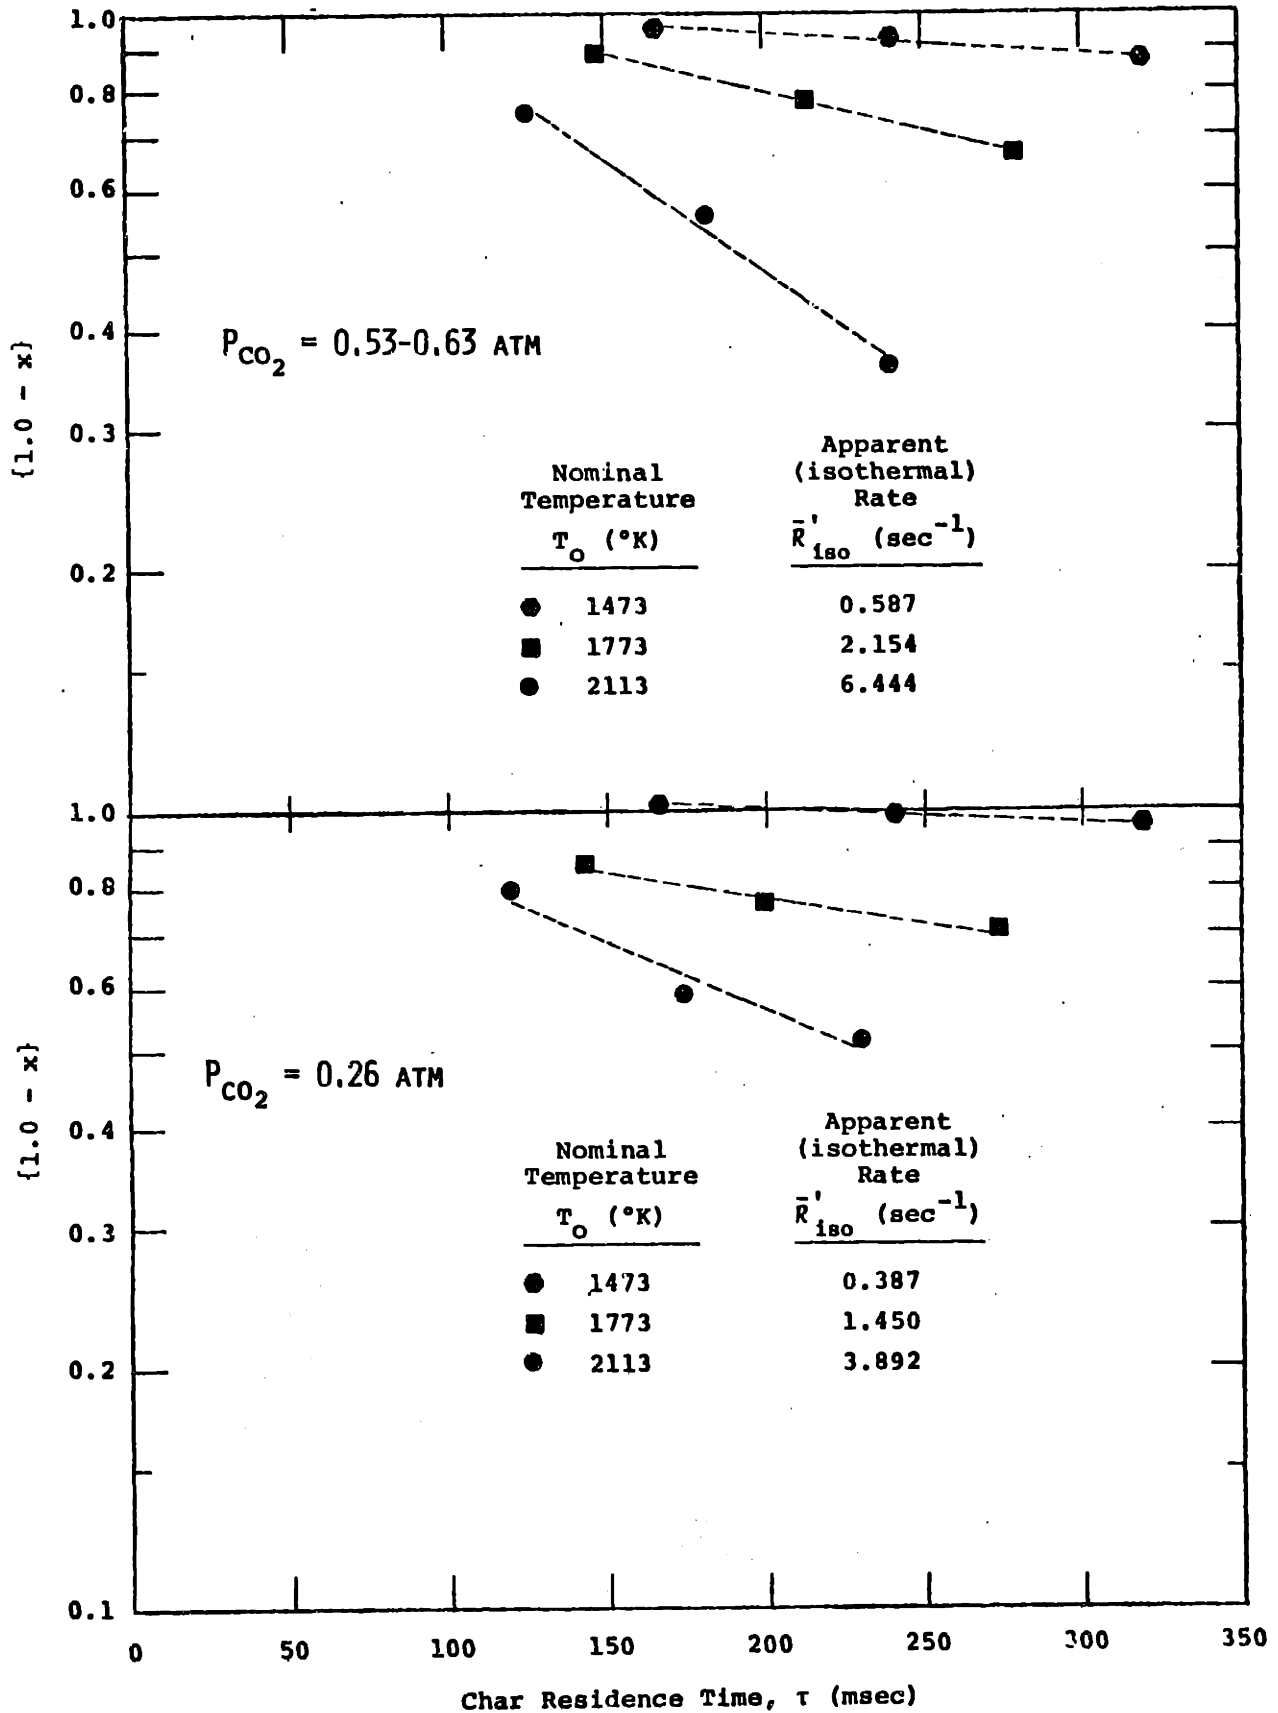 1.0
0.8
0.6
0.4
0.3
0.2
{1.0 - x}
P_CO2 = 0.53-0.63 ATM
Nominal Temperature T_o (°K)
Apparent (isothermal) Rate R̄'_iso (sec^-1)
1473 0.587
1773 2.154
2113 6.444
1.0
0.8
0.6
0.4
0.3
0.2
0.1
{1.0 - x}
P_CO2 = 0.26 ATM
Nominal Temperature T_o (°K)
Apparent (isothermal) Rate R̄'_iso (sec^-1)
1473 0.387
1773 1.450
2113 3.892
0 50 100 150 200 250 300 350
Char Residence Time, τ (msec)